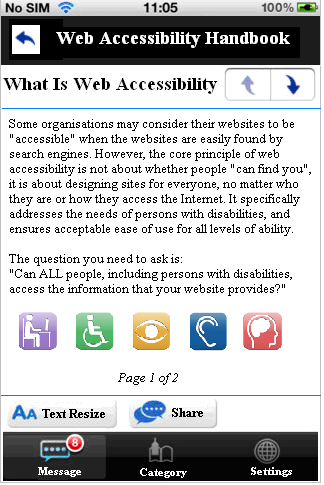 No SIM 11:05 100%
Web Accessibility Handbook
What Is Web Accessibility
Some organisations may consider their websites to be
"accessible" when the websites are easily found by
search engines. However, the core principle of web
accessibility is not about whether people "can find you",
it is about designing sites for everyone, no matter who
they are or how they access the Internet. It specifically
addresses the needs of persons with disabilities, and
ensures acceptable ease of use for all levels of ability.
The question you need to ask is:
"Can ALL people, including persons with disabilities,
access the information that your website provides?"
Page 1 of 2
AA Text Resize Share
8
Message Category Settings